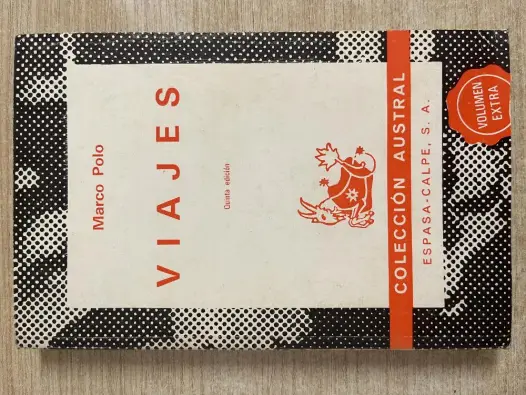 Marco Polo
VIAJES
Quinta edición
COLECCIÓN AUSTRAL
ESPASA-CALPE, S. A.
VOLUMEN
EXTRA